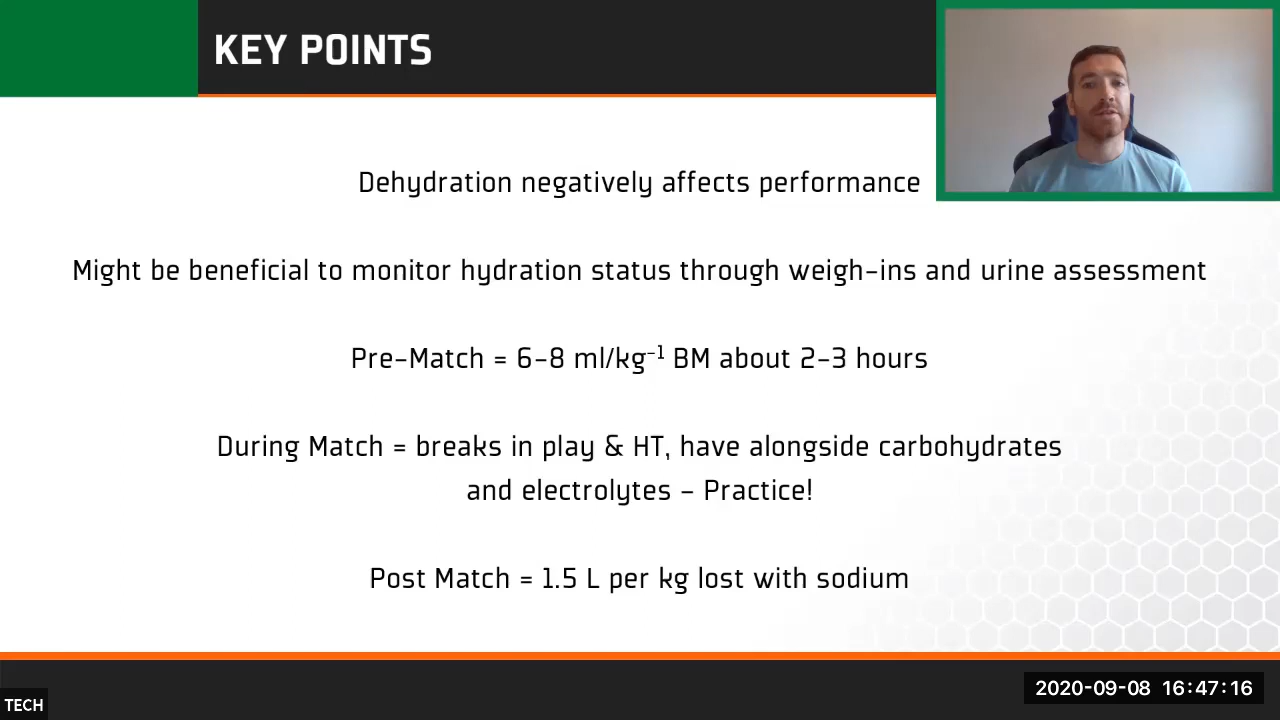 KEY POINTS
Dehydration negatively affects performance
Might be beneficial to monitor hydration status through weigh-ins and urine assessment
Pre-Match = 6-8 ml/kg⁻¹ BM about 2-3 hours
During Match = breaks in play & HT, have alongside carbohydrates
and electrolytes - Practice!
Post Match = 1.5 L per kg lost with sodium
2020-09-08 16:47:16
TECH